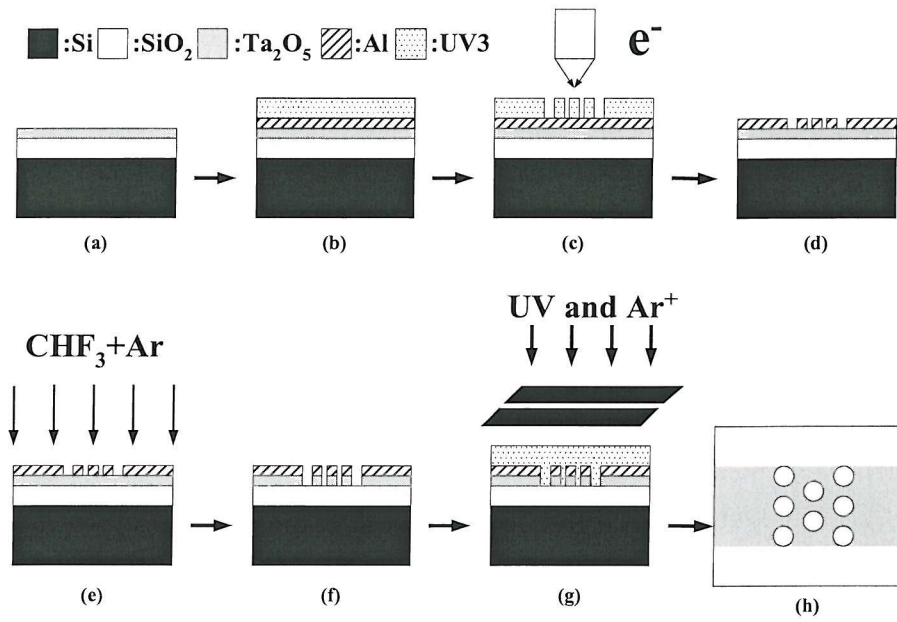 :Si :SiO₂ :Ta₂O₅ :Al :UV3
e⁻
(a) (b) (c) (d)
UV and Ar⁺
CHF₃+Ar
(e) (f) (g) (h)